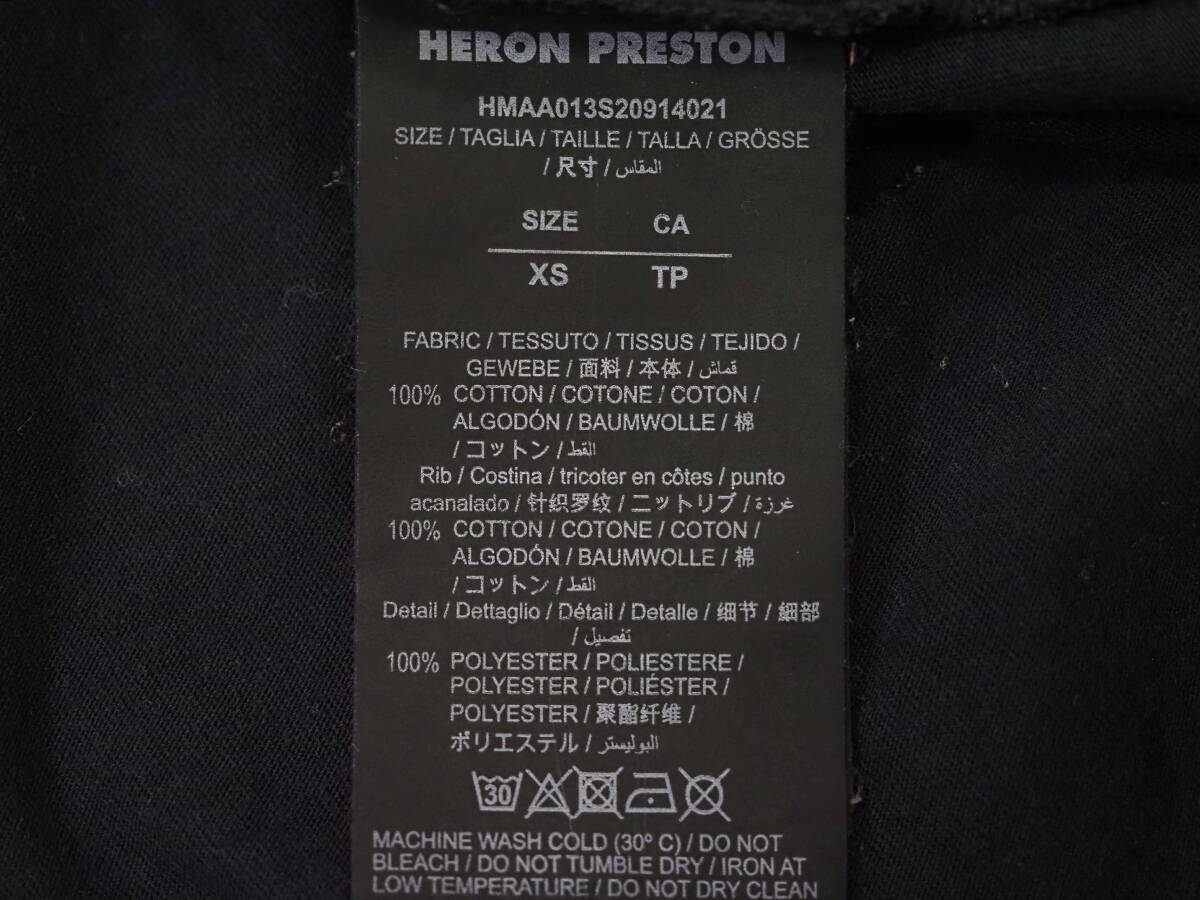 HERON PRESTON
HMAA013S20914021
SIZE / TAGLIA / TAILLE / TALLA / GRÖSSE
/ 尺寸 / المقاس
SIZE CA
XS TP
FABRIC / TESSUTO / TISSUS / TEJIDO /
GEWEBE / 面料 / 本体 / قماش
100% COTTON / COTONE / COTON /
ALGODÓN / BAUMWOLLE / 棉
/ コットン / القط
Rib / Costina / tricoter en côtes / punto
acanalado / 针织罗纹 / ニットリブ / غرزة
100% COTTON / COTONE / COTON /
ALGODÓN / BAUMWOLLE / 棉
/ コットン / القط
Detail / Dettaglio / Détail / Detalle / 细节 / 細部
/ تفصيل
100% POLYESTER / POLIESTERE /
POLYESTER / POLIÉSTER /
POLYESTER / 聚酯纤维 /
ポリエステル / البوليستر
30
MACHINE WASH COLD (30º C) / DO NOT
BLEACH / DO NOT TUMBLE DRY / IRON AT
LOW TEMPERATURE / DO NOT DRY CLEAN